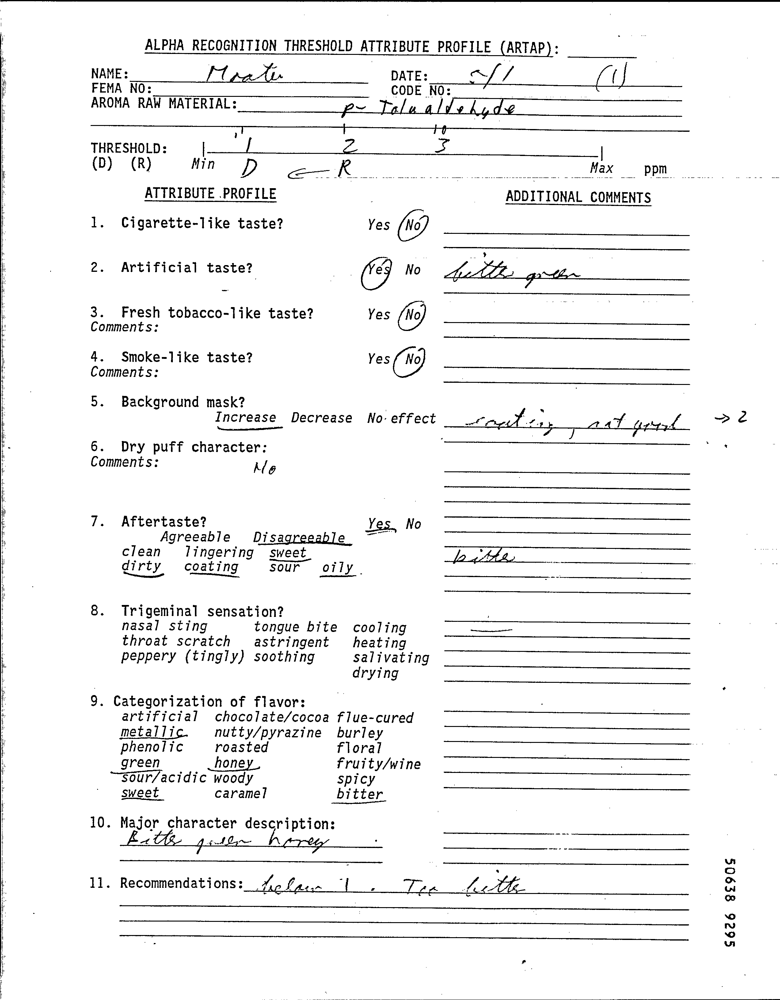 ALPHA RECOGNITION THRESHOLD ATTRIBUTE PROFILE (ARTAP):
NAME: DATE: /1 (1)
FEMA NO: CODE NO:
AROMA RAW MATERIAL: p- Tolualdehyde
1 10
THRESHOLD: 1 2 3
(D) (R) Min D ← R Max ppm
ATTRIBUTE PROFILE ADDITIONAL COMMENTS
1. Cigarette-like taste? Yes No
2. Artificial taste? Yes No bitter green
3. Fresh tobacco-like taste? Yes No
Comments:
4. Smoke-like taste? Yes No
Comments:
5. Background mask?
Increase Decrease No effect coating, not good → 2
6. Dry puff character:
Comments: No
7. Aftertaste? Yes No
Agreeable Disagreeable
clean lingering sweet bitter
dirty coating sour oily
8. Trigeminal sensation?
nasal sting tongue bite cooling —
throat scratch astringent heating
peppery (tingly) soothing salivating
drying
9. Categorization of flavor:
artificial chocolate/cocoa flue-cured
metallic nutty/pyrazine burley
phenolic roasted floral
green honey fruity/wine
sour/acidic woody spicy
sweet caramel bitter
10. Major character description:
Bitter green honey
11. Recommendations: below 1. Too bitter
50638 9295